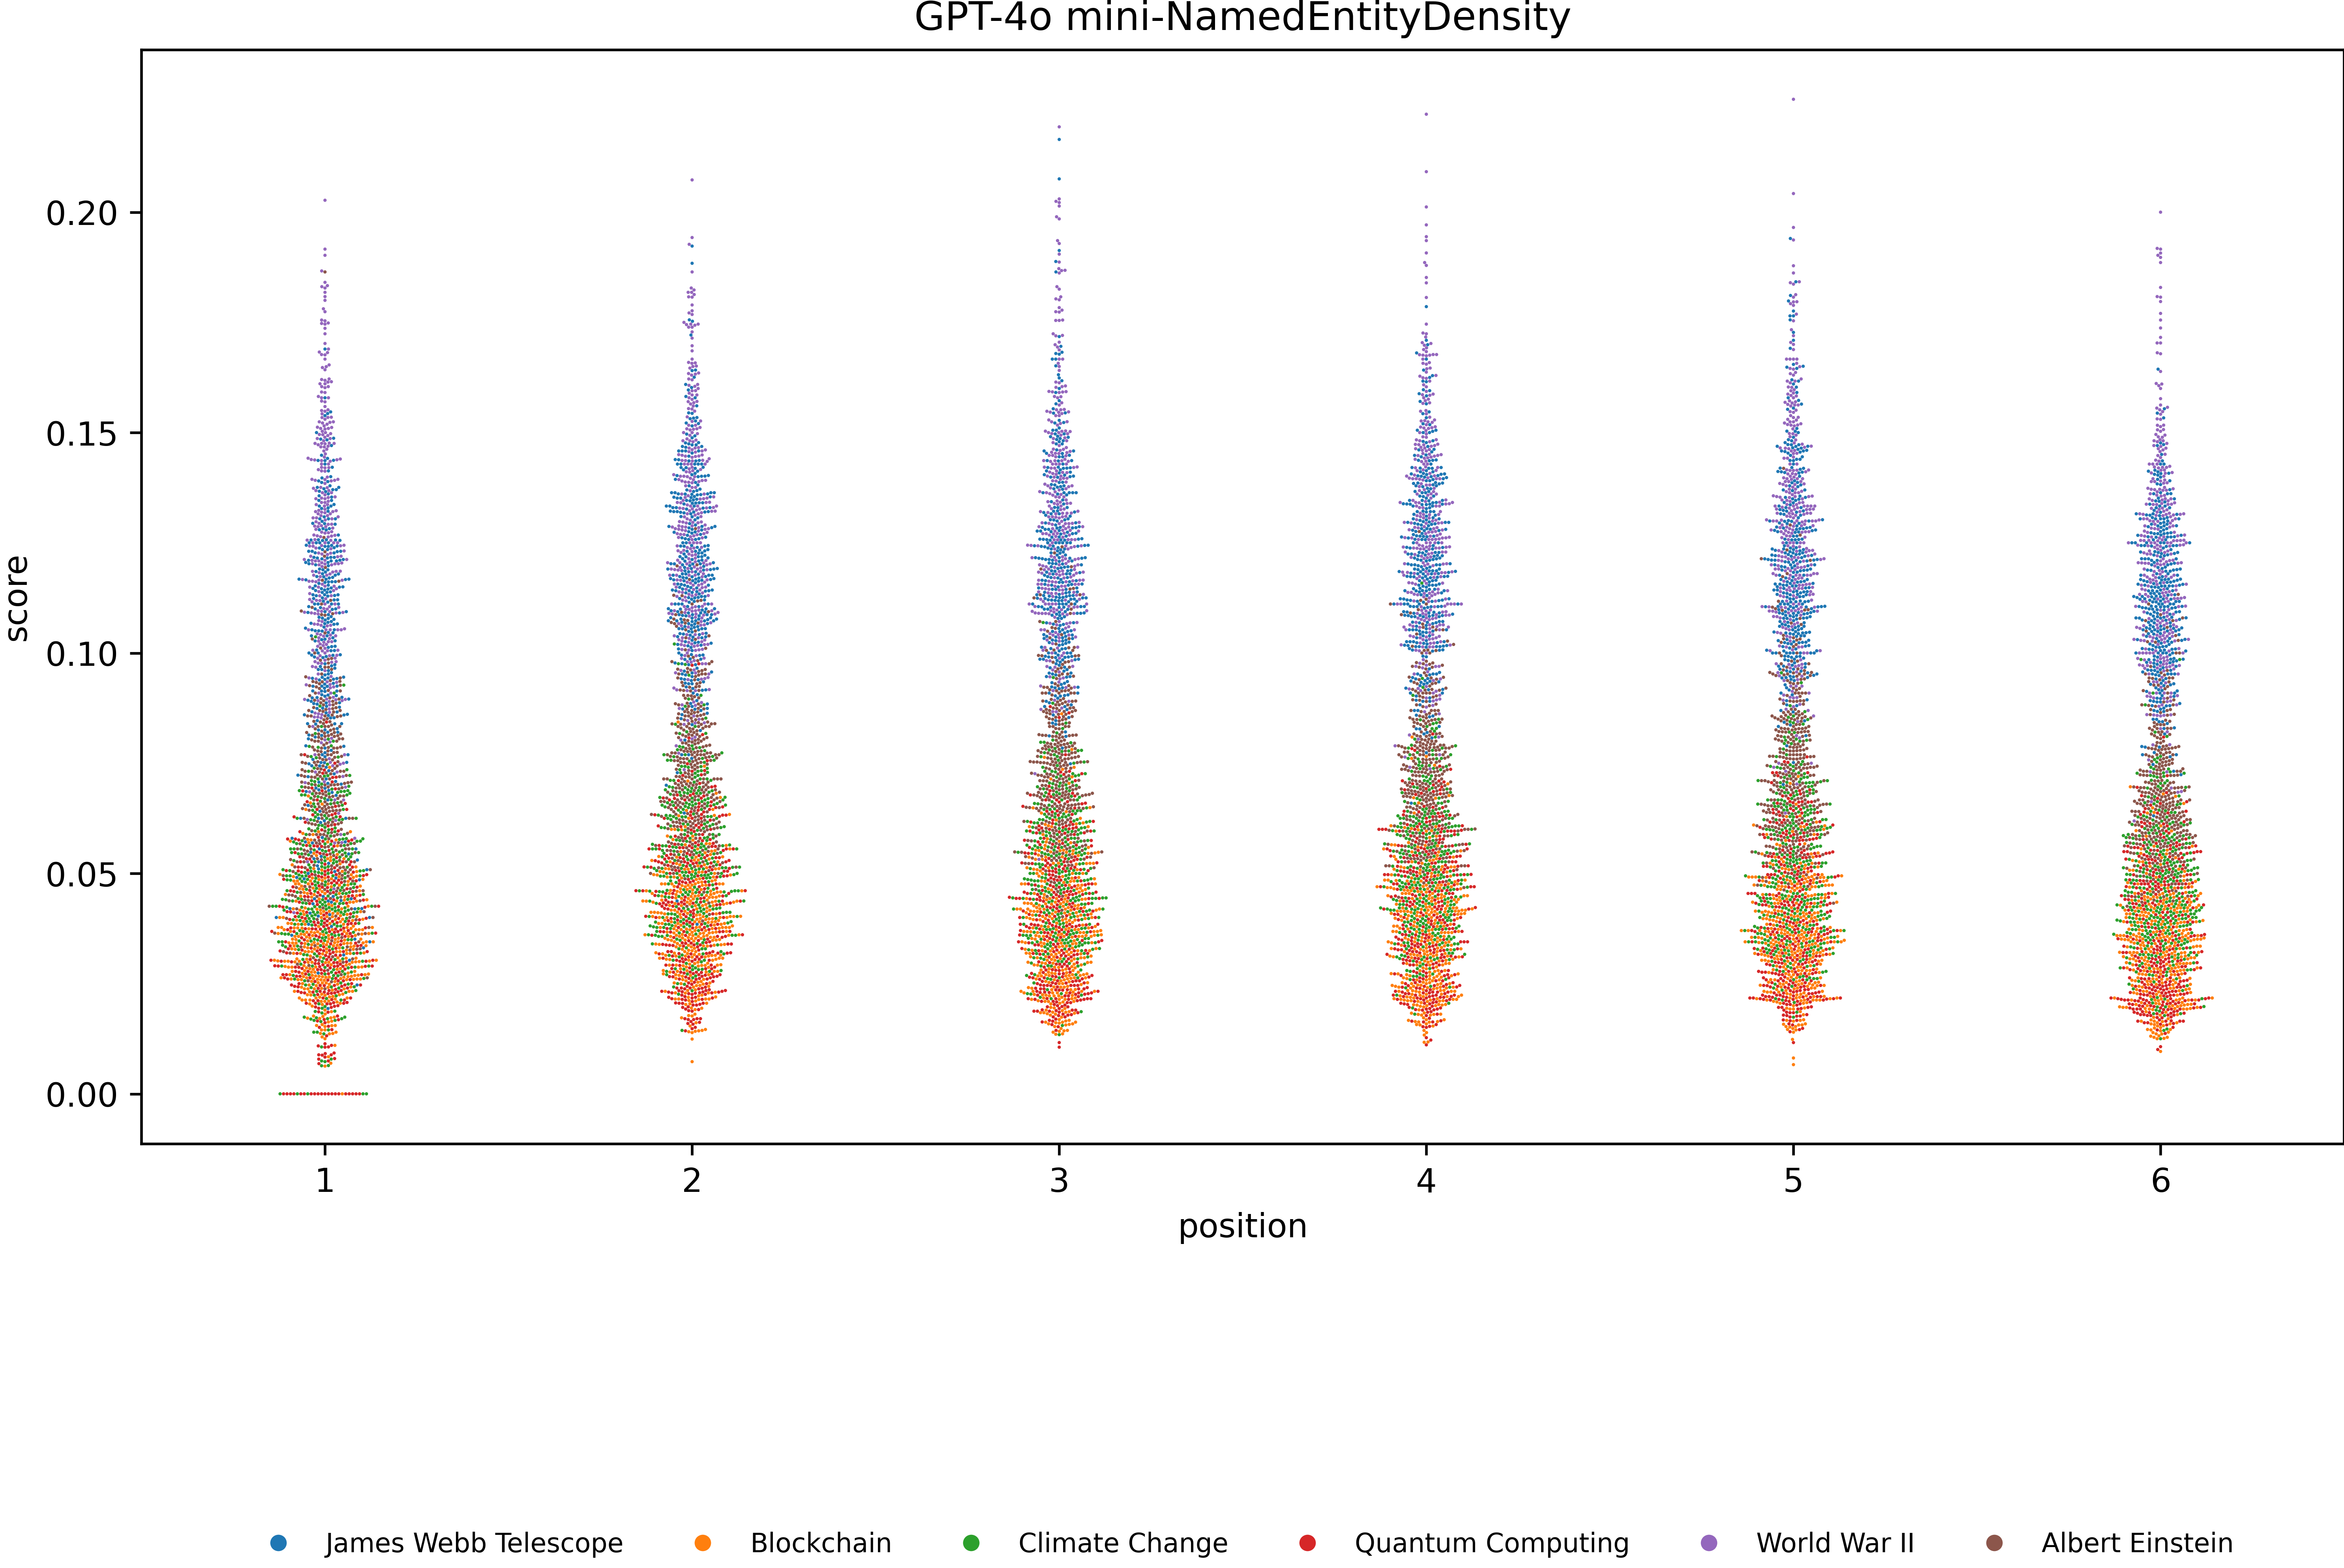 GPT-4o mini-NamedEntityDensity
score
0.20
0.15
0.10
0.05
0.00
1 2 3 4 5 6
position
James Webb Telescope Blockchain Climate Change Quantum Computing World War II Albert Einstein